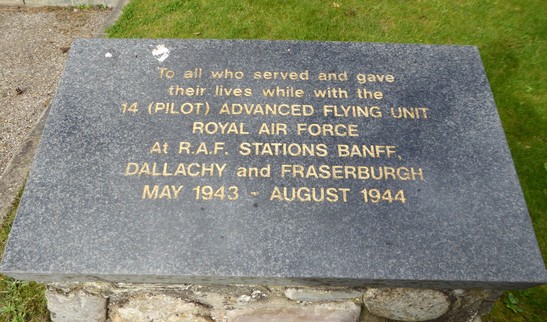 To all who served and gave
their lives while with the
14 (PILOT) ADVANCED FLYING UNIT
ROYAL AIR FORCE
At R.A.F. STATIONS BANFF,
DALLACHY and FRASERBURGH
MAY 1943 - AUGUST 1944